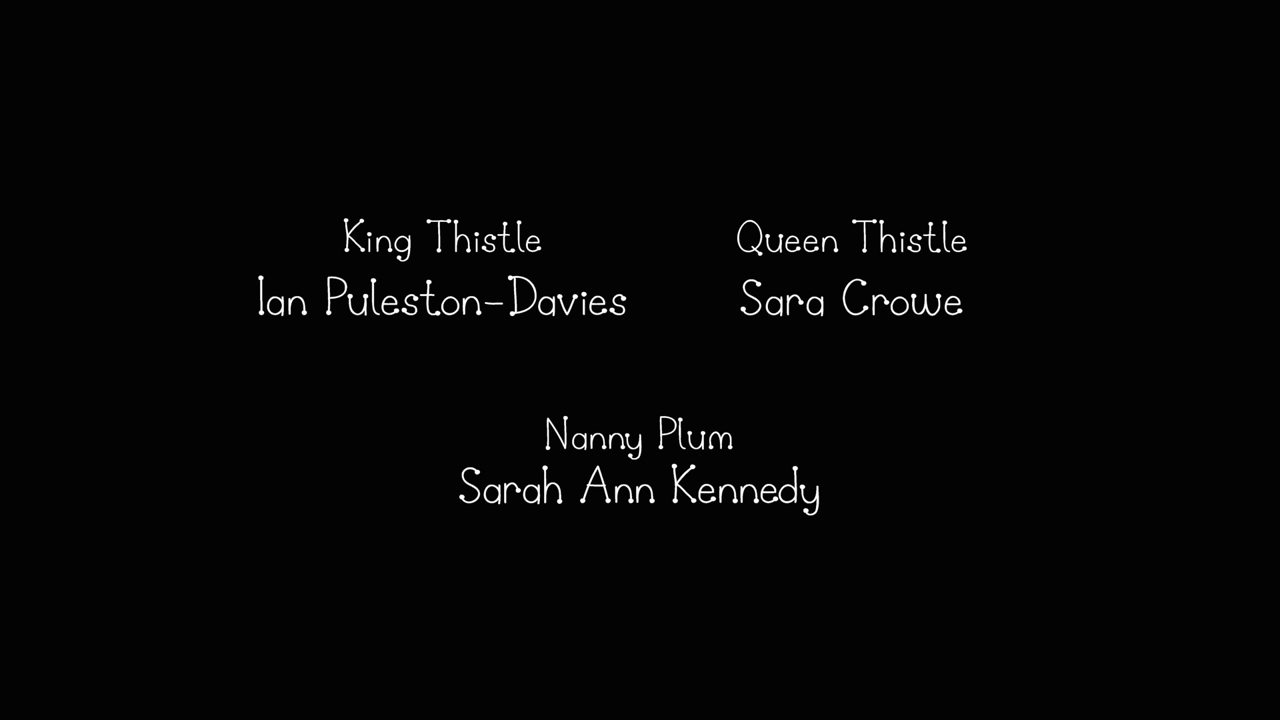 King Thistle
Ian Puleston-Davies
Queen Thistle
Sara Crowe
Nanny Plum
Sarah Ann Kennedy